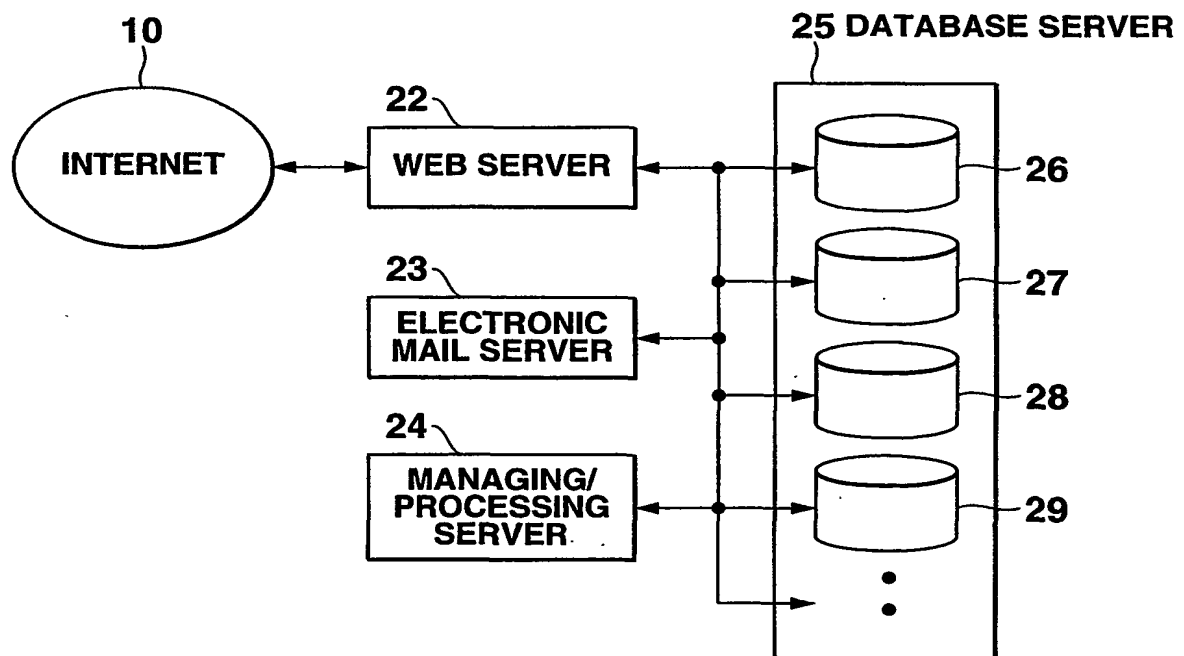 10
25 DATABASE SERVER
22
INTERNET
WEB SERVER
26
23
27
ELECTRONIC
MAIL SERVER
28
24
MANAGING/
PROCESSING
SERVER
29